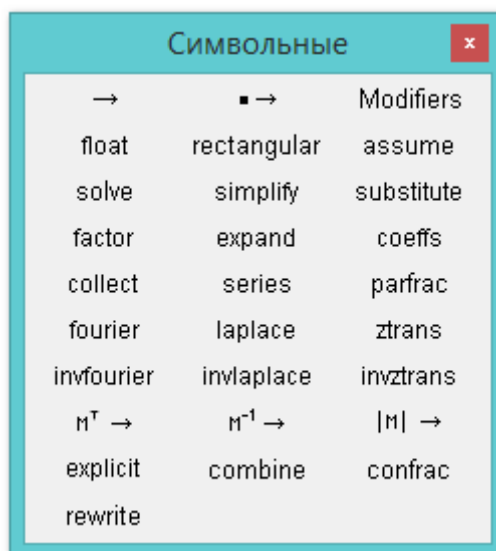 Символьные x
→ ▪ → Modifiers
float rectangular assume
solve simplify substitute
factor expand coeffs
collect series parfrac
fourier laplace ztrans
invfourier invlaplace invztrans
Mᵀ → M⁻¹ → |M| →
explicit combine confrac
rewrite